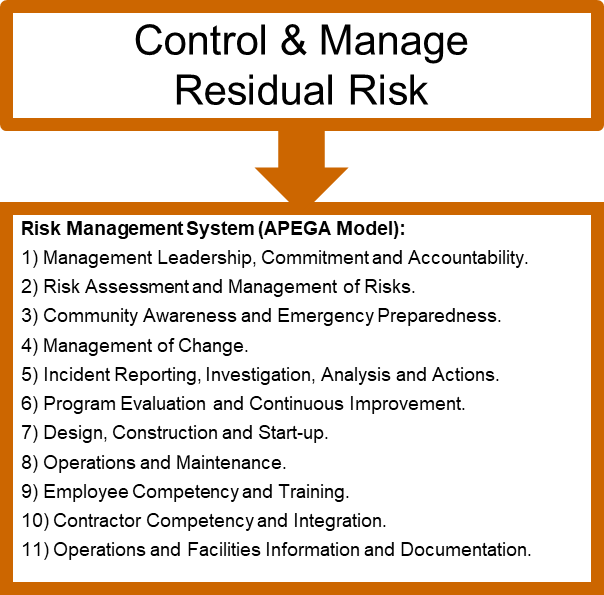 Control & Manage
Residual Risk
Risk Management System (APEGA Model):
1) Management Leadership, Commitment and Accountability.
2) Risk Assessment and Management of Risks.
3) Community Awareness and Emergency Preparedness.
4) Management of Change.
5) Incident Reporting, Investigation, Analysis and Actions.
6) Program Evaluation and Continuous Improvement.
7) Design, Construction and Start-up.
8) Operations and Maintenance.
9) Employee Competency and Training.
10) Contractor Competency and Integration.
11) Operations and Facilities Information and Documentation.